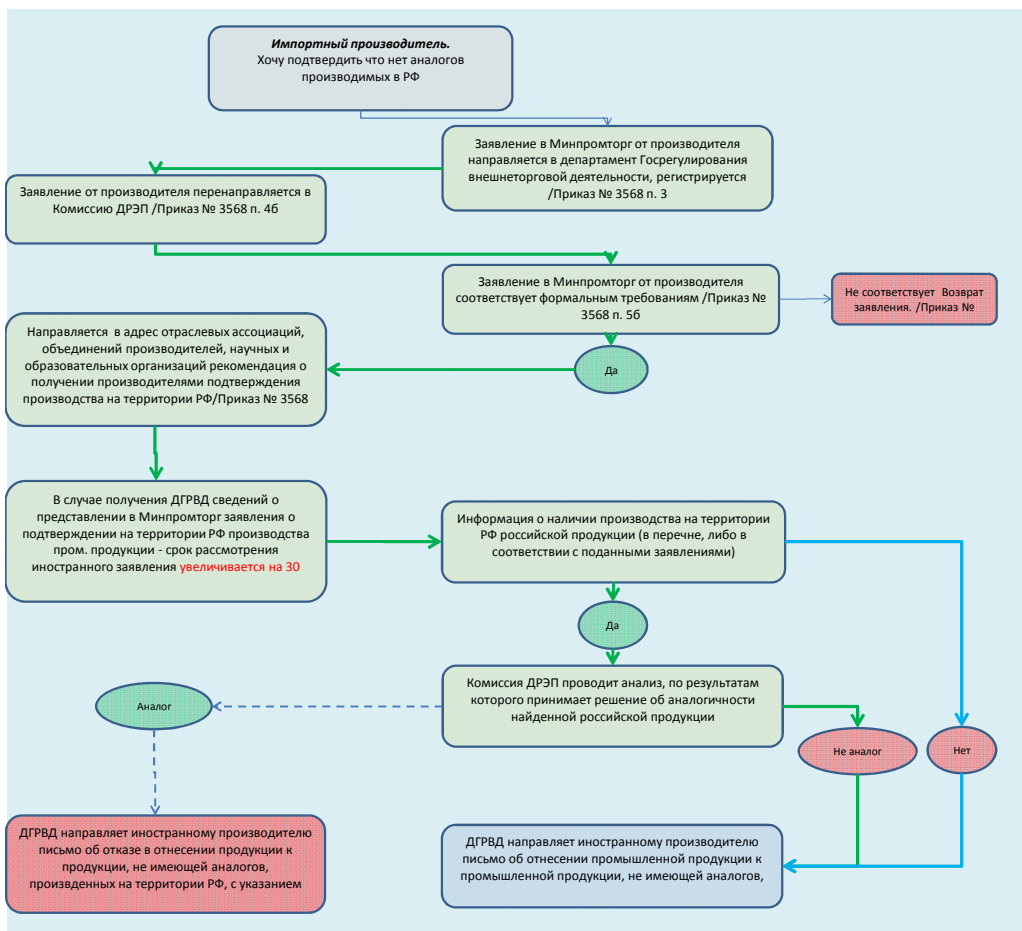 Импортный производитель.
Хочу подтвердить что нет аналогов
производимых в РФ
Заявление в Минпромторг от производителя
направляется в департамент Госрегулирования
внешнеторговой деятельности, регистрируется
/Приказ № 3568 п. 3
Заявление от производителя перенаправляется в
Комиссию ДРЭП /Приказ № 3568 п. 4б
Заявление в Минпромторг от производителя
соответствует формальным требованиям /Приказ №
3568 п. 5б
Не соответствует Возврат
заявления. /Приказ №
Да
Направляется в адрес отраслевых ассоциаций,
объединений производителей, научных и
образовательных организаций рекомендация о
получении производителями подтверждения
производства на территории РФ/Приказ № 3568
В случае получения ДГРВД сведений о
представлении в Минпромторг заявления о
подтверждении на территории РФ производства
пром. продукции - срок рассмотрения
иностранного заявления увеличивается на 30
Информация о наличии производства на территории
РФ российской продукции (в перечне, либо в
соответствии с поданными заявлениями)
Да
Комиссия ДРЭП проводит анализ, по результатам
которого принимает решение об аналогичности
найденной российской продукции
Аналог
Не аналог
Нет
ДГРВД направляет иностранному производителю
письмо об отказе в отнесении продукции к
продукции, не имеющей аналогов,
произвденных на территории РФ, с указанием
ДГРВД направляет иностранному производителю
письмо об отнесении промышленной продукции к
промышленной продукции, не имеющей аналогов,